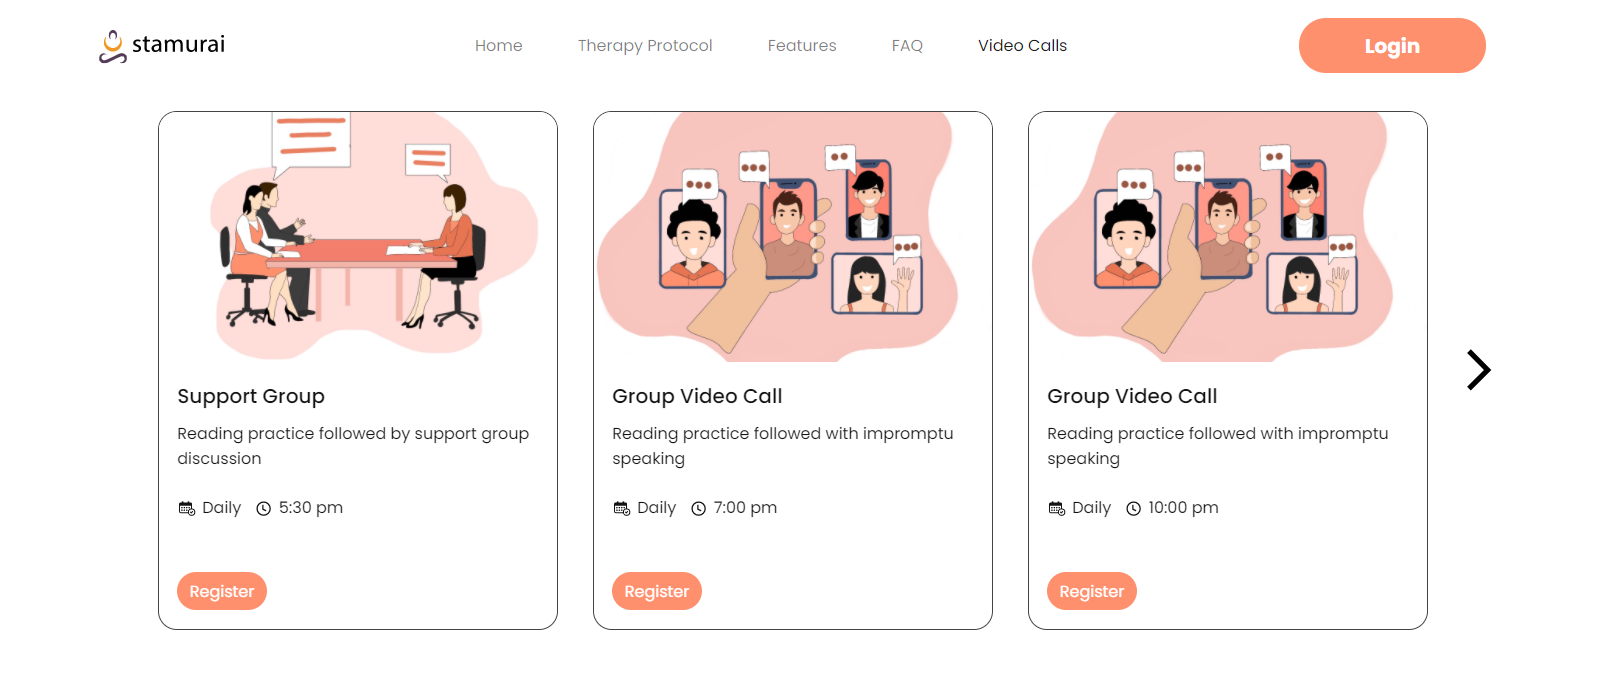 stamurai
Home
Therapy Protocol
Features
FAQ
Video Calls
Login
Support Group
Reading practice followed by support group
discussion
Daily
5:30 pm
Register
Group Video Call
Reading practice followed with impromptu
speaking
Daily
7:00 pm
Register
Group Video Call
Reading practice followed with impromptu
speaking
Daily
10:00 pm
Register